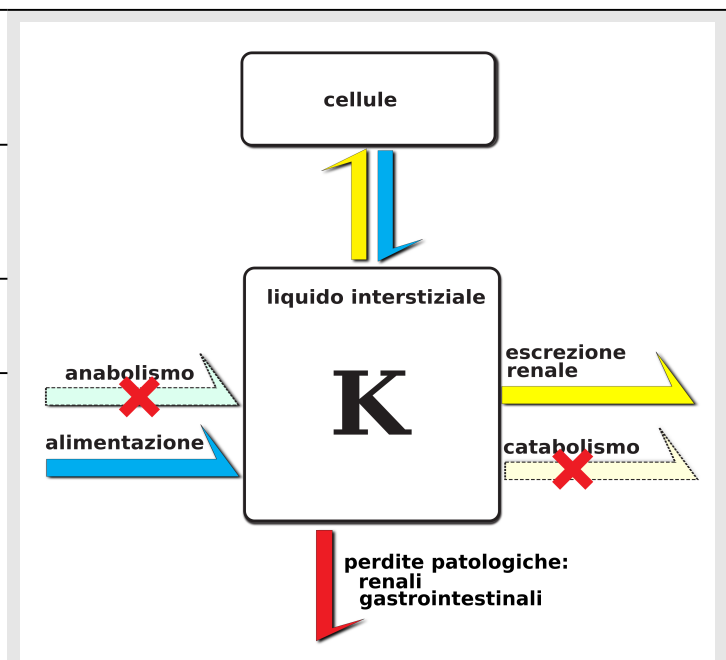 cellule
liquido interstiziale
K
anabolismo
alimentazione
escrezione
renale
catabolismo
perdite patologiche:
renali
gastrointestinali